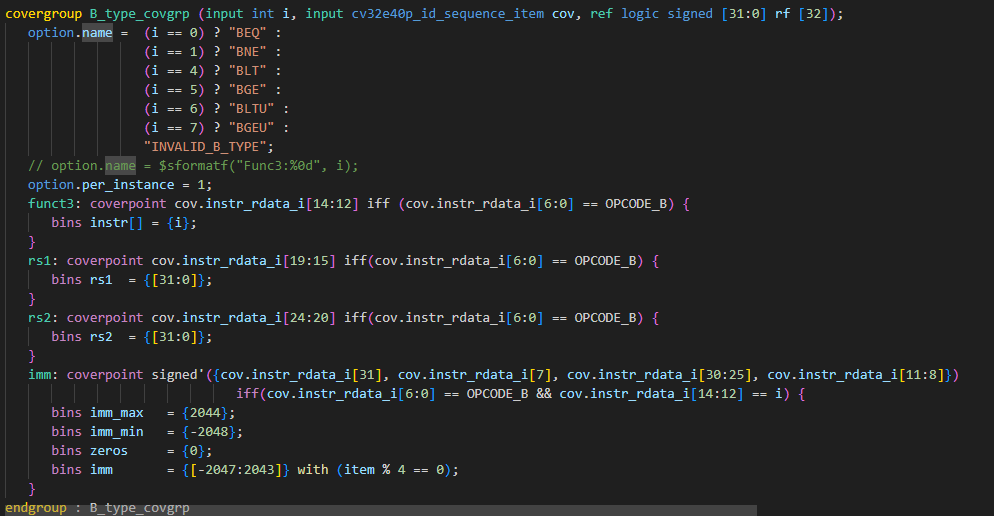 covergroup B_type_covgrp (input int i, input cv32e40p_id_sequence_item cov, ref logic signed [31:0] rf [32]);
option.name = (i == 0) ? "BEQ" :
(i == 1) ? "BNE" :
(i == 4) ? "BLT" :
(i == 5) ? "BGE" :
(i == 6) ? "BLTU" :
(i == 7) ? "BGEU" :
"INVALID_B_TYPE";
// option.name = $sformatf("Func3:%0d", i);
option.per_instance = 1;
funct3: coverpoint cov.instr_rdata_i[14:12] iff (cov.instr_rdata_i[6:0] == OPCODE_B) {
bins instr[] = {i};
}
rs1: coverpoint cov.instr_rdata_i[19:15] iff(cov.instr_rdata_i[6:0] == OPCODE_B) {
bins rs1 = {[31:0]};
}
rs2: coverpoint cov.instr_rdata_i[24:20] iff(cov.instr_rdata_i[6:0] == OPCODE_B) {
bins rs2 = {[31:0]};
}
imm: coverpoint signed'({cov.instr_rdata_i[31], cov.instr_rdata_i[7], cov.instr_rdata_i[30:25], cov.instr_rdata_i[11:8]})
iff(cov.instr_rdata_i[6:0] == OPCODE_B && cov.instr_rdata_i[14:12] == i) {
bins imm_max = {2044};
bins imm_min = {-2048};
bins zeros = {0};
bins imm = {[-2047:2043]} with (item % 4 == 0);
}
endgroup : B_type_covgrp